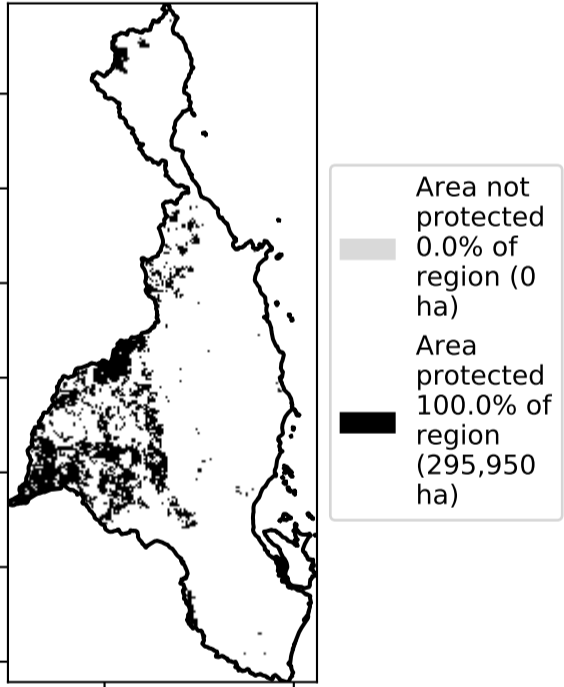 Area not
protected
0.0% of
region (0
ha)
Area
protected
100.0% of
region
(295,950
ha)